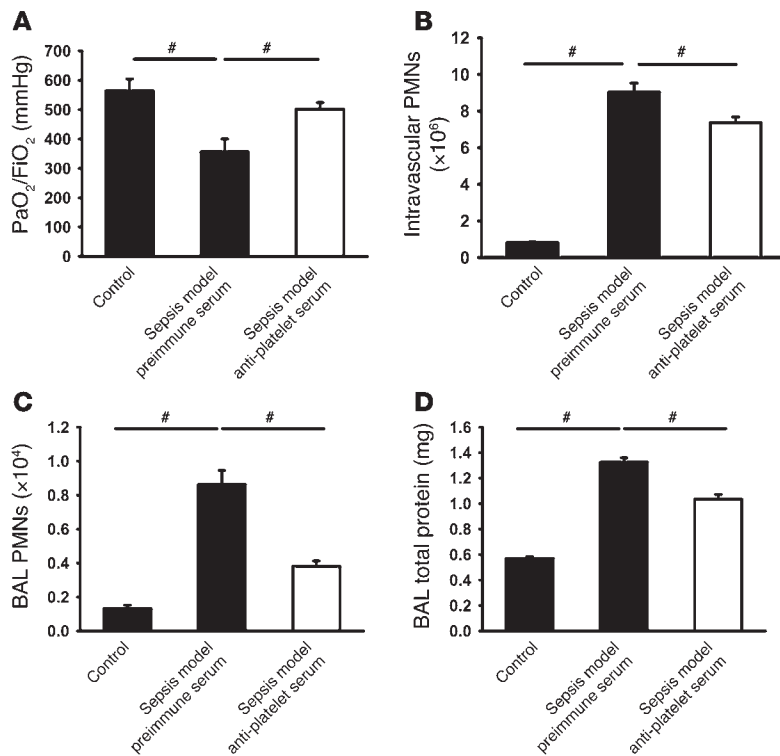 A
PaO2/FiO2 (mmHg)
700
600
500
400
300
200
100
0
#
#
Control
Sepsis model
preimmune serum
Sepsis model
anti-platelet serum
B
Intravascular PMNs
(×10⁶)
12
10
8
6
4
2
0
#
#
Control
Sepsis model
preimmune serum
Sepsis model
anti-platelet serum
C
BAL PMNs (×10⁴)
1.2
1.0
0.8
0.6
0.4
0.2
0.0
#
#
Control
Sepsis model
preimmune serum
Sepsis model
anti-platelet serum
D
BAL total protein (mg)
1.6
1.4
1.2
1.0
0.8
0.6
0.4
0.2
0.0
#
#
Control
Sepsis model
preimmune serum
Sepsis model
anti-platelet serum